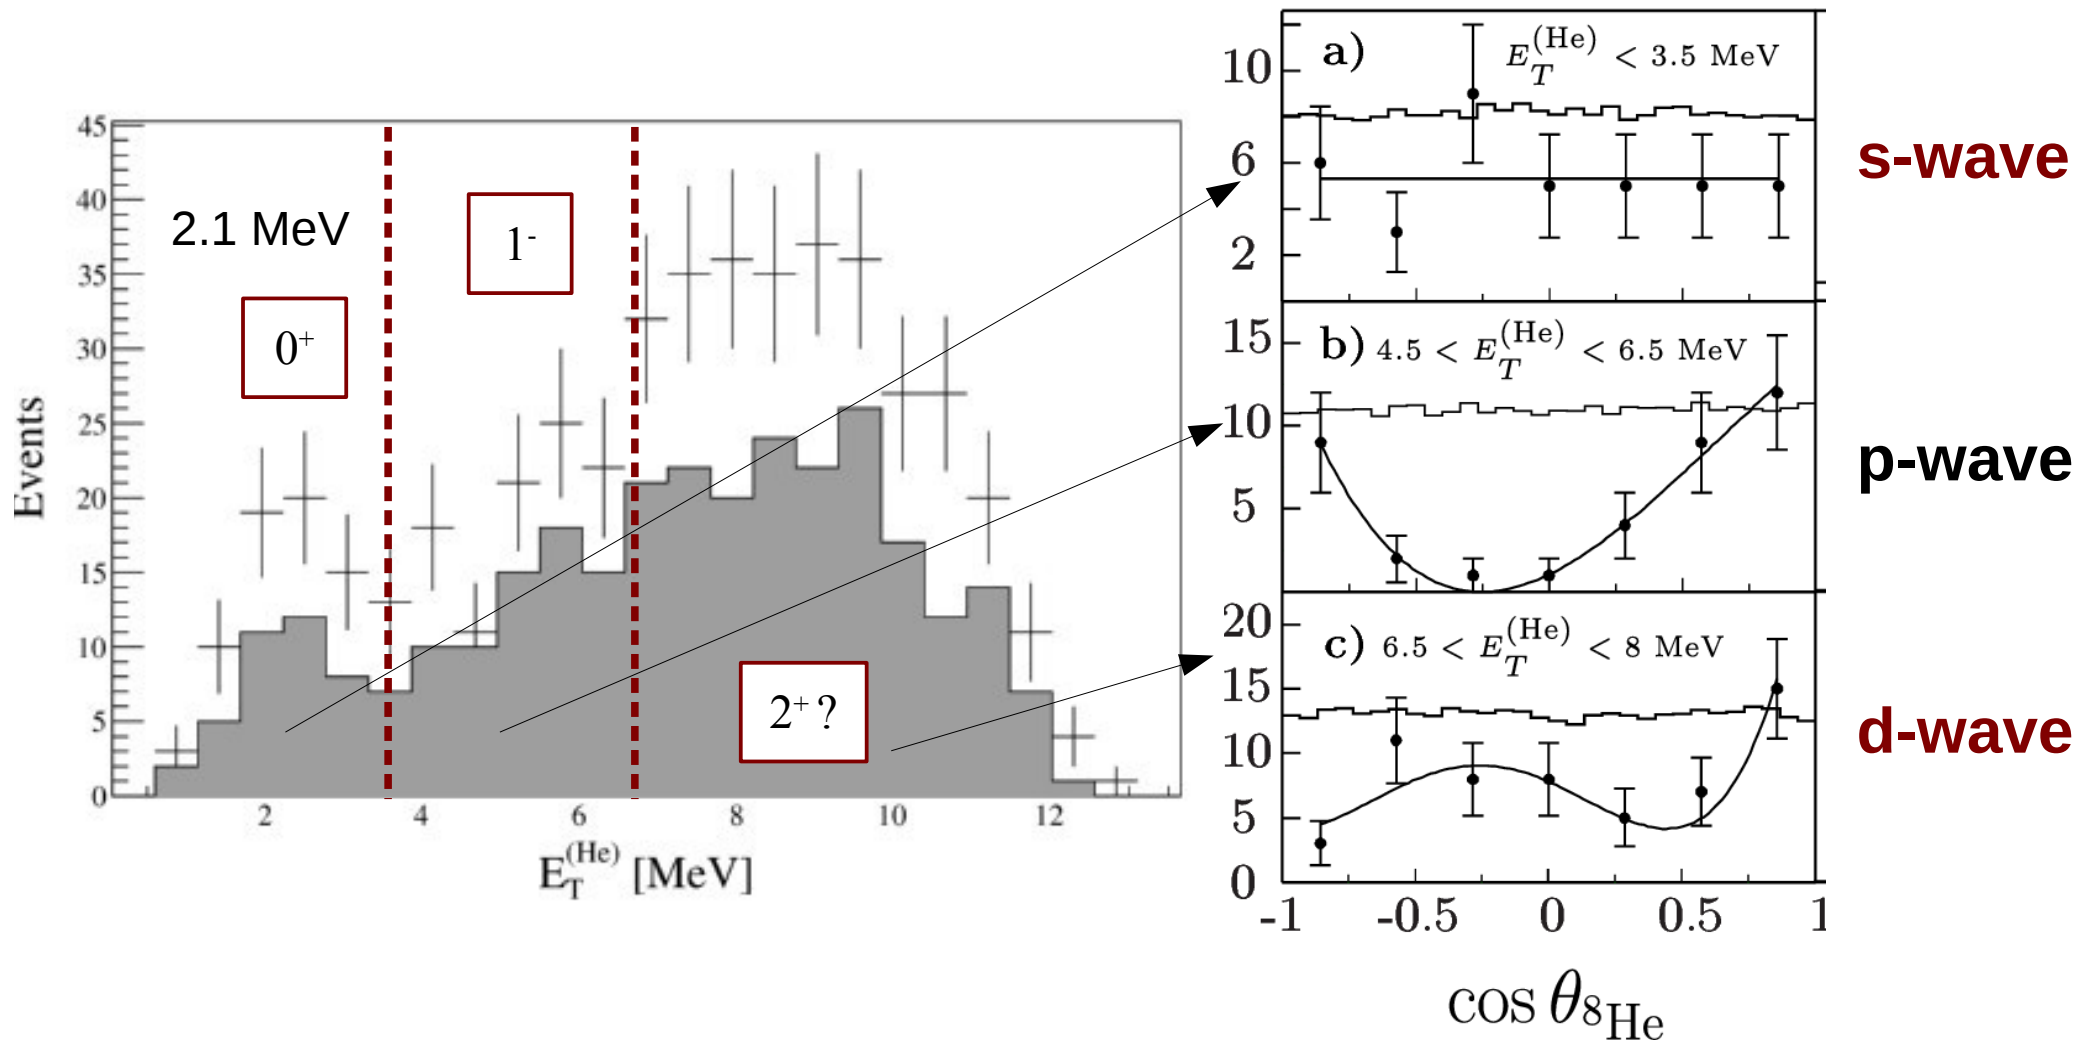 45
40
35
30
25
20
15
10
5
0
Events
2.1 MeV
0⁺
1⁻
2⁺ ?
2 4 6 8 10 12
E_T^(He) [MeV]
a) E_T^(He) < 3.5 MeV
10
6
2
b) 4.5 < E_T^(He) < 6.5 MeV
15
10
5
c) 6.5 < E_T^(He) < 8 MeV
20
15
10
5
0
-1 -0.5 0 0.5 1
cos θ₈He
s-wave
p-wave
d-wave